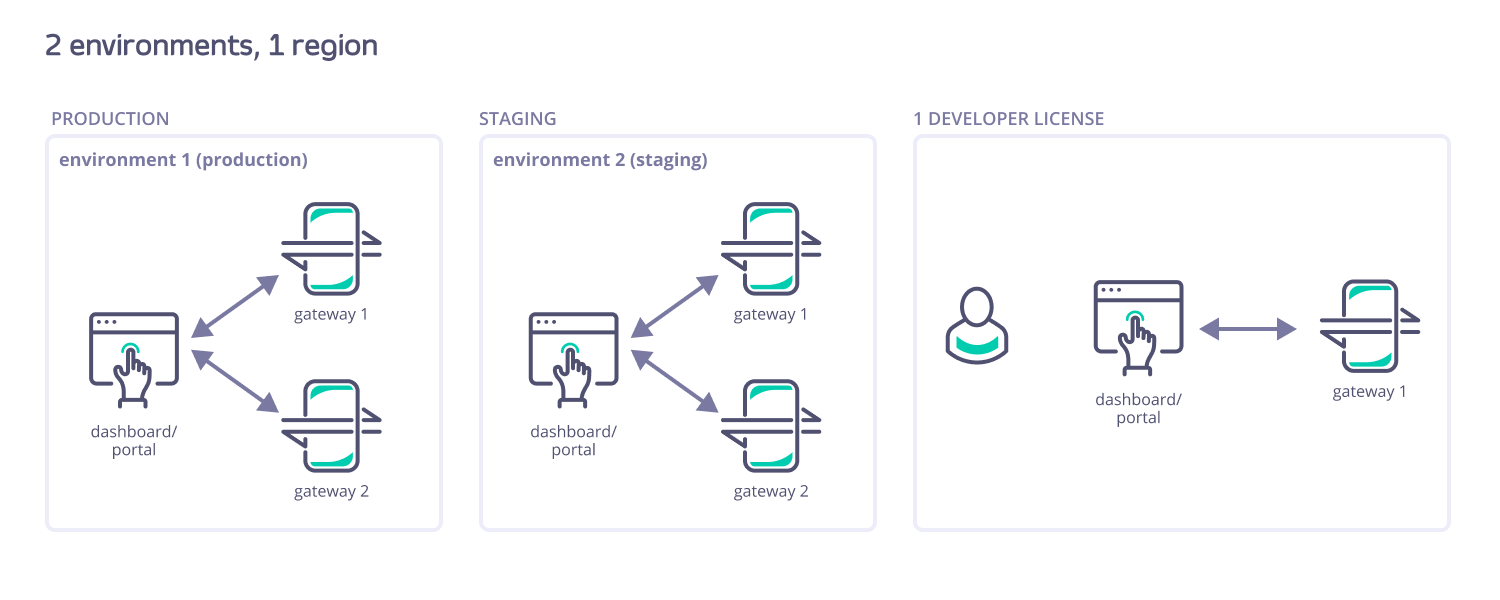 2 environments, 1 region
PRODUCTION
environment 1 (production)
gateway 1
dashboard/
portal
gateway 2
STAGING
environment 2 (staging)
gateway 1
dashboard/
portal
gateway 2
1 DEVELOPER LICENSE
dashboard/
portal
gateway 1